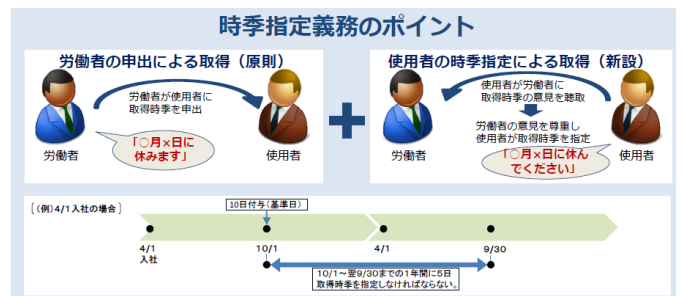 時季指定義務のポイント
労働者の申出による取得（原則）
労働者が使用者に
取得時季を申出
「○月×日に
休みます」
労働者
使用者
使用者の時季指定による取得（新設）
使用者が労働者に
取得時季の意見を聴取
労働者の意見を尊重し
使用者が取得時季を指定
「○月×日に休ん
でください」
労働者
使用者
［（例）4/1入社の場合］
10日付与（基準日）
4/1
入社
10/1
4/1
9/30
10/1～翌9/30までの1年間に5日
取得時季を指定しなければならない。